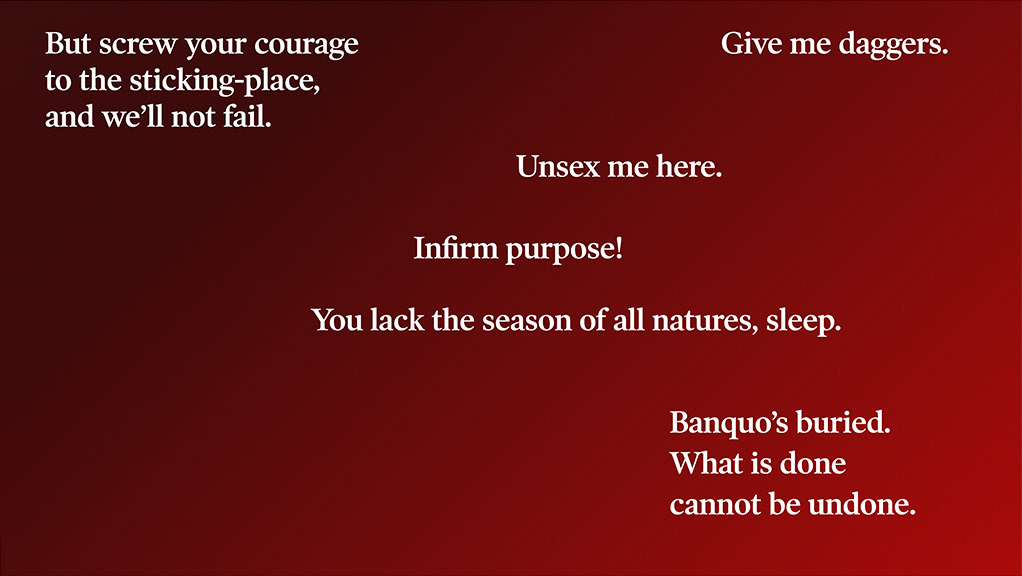 But screw your courage
to the sticking-place,
and we’ll not fail.
Give me daggers.
Unsex me here.
Infirm purpose!
You lack the season of all natures, sleep.
Banquo’s buried.
What is done
cannot be undone.